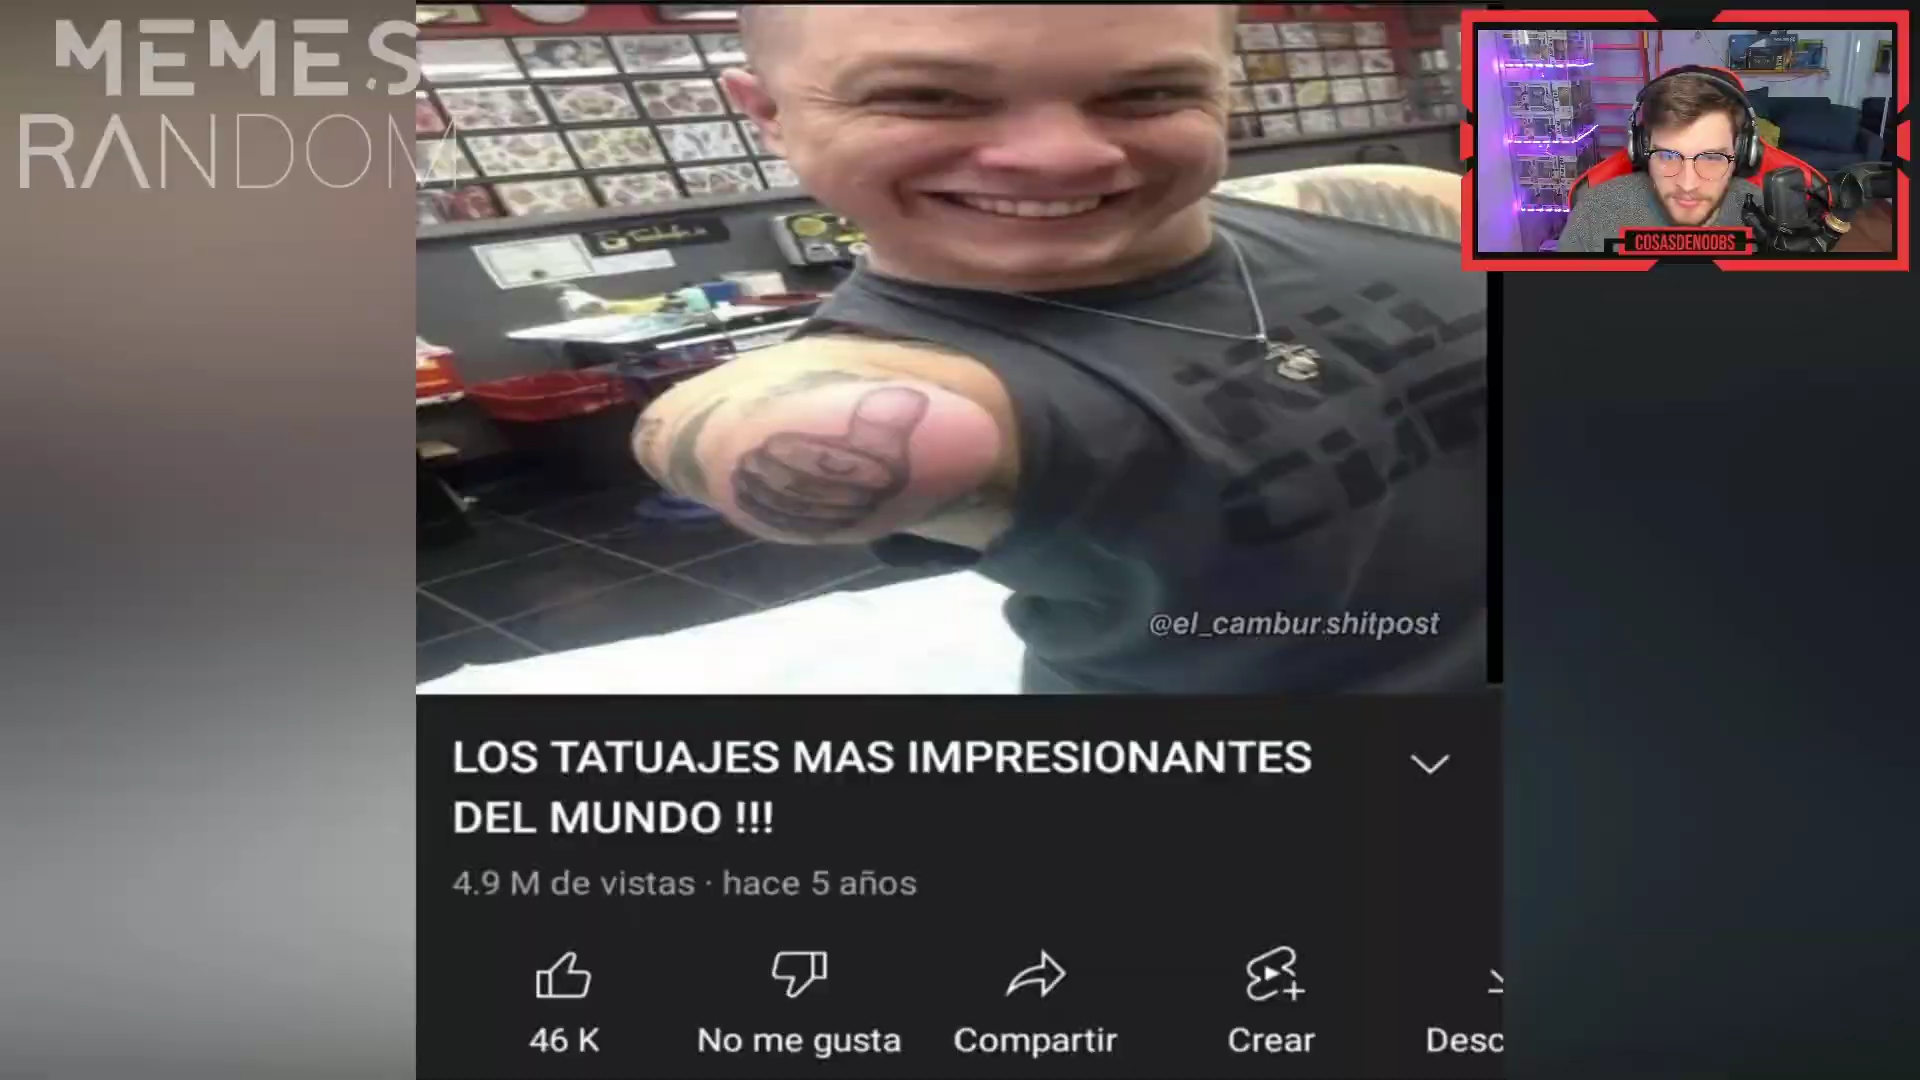 MEMES
RANDOM
COSASDENOOBS
@el_cambur.shitpost
LOS TATUAJES MAS IMPRESIONANTES
DEL MUNDO !!!
4.9 M de vistas · hace 5 años
46 K
No me gusta
Compartir
Crear
Desc